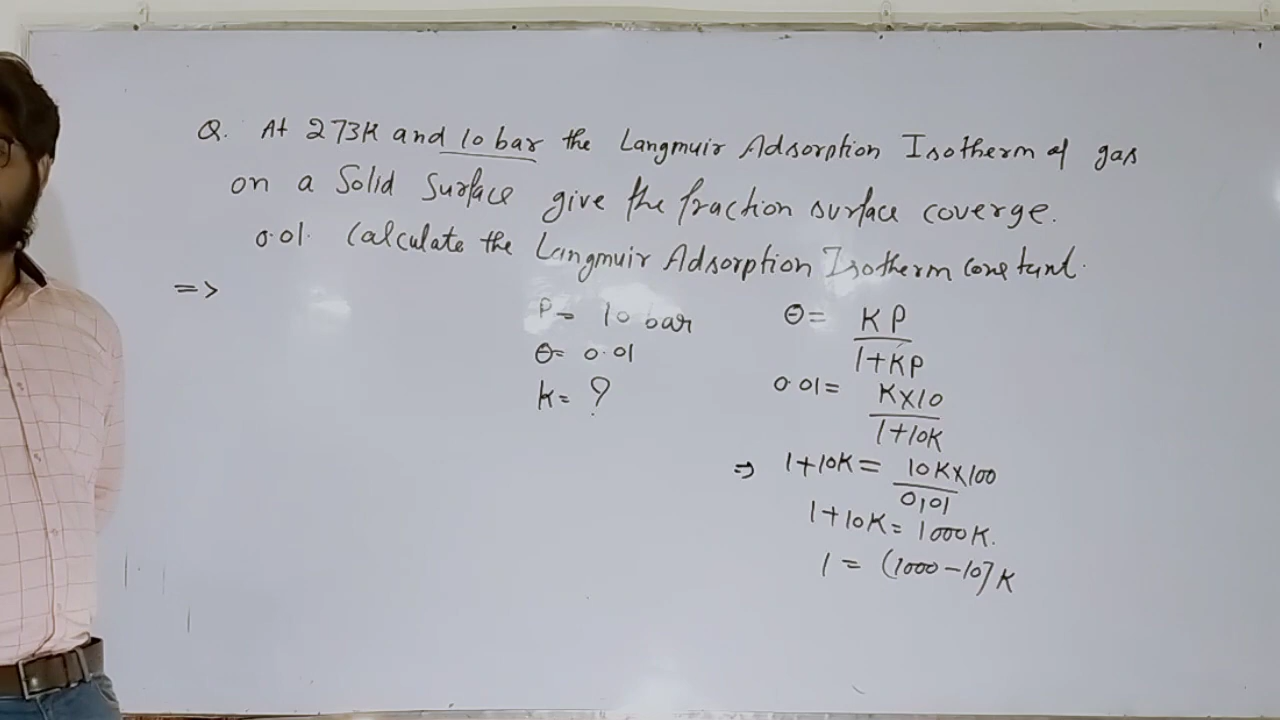 Q. At 273K and 10 bar the Langmuir Adsorption Isotherm of gas
on a Solid Surface give the fraction surface coverge.
0.01. Calculate the Langmuir Adsorption Isotherm constant.
=>
P= 10 bar
θ= 0.01
k= ?
θ= KP
1+KP
0.01= K×10
1+10K
⇒ 1+10K= 10K×100
0,01
1+10K= 1000K.
1 = (1000-10)K